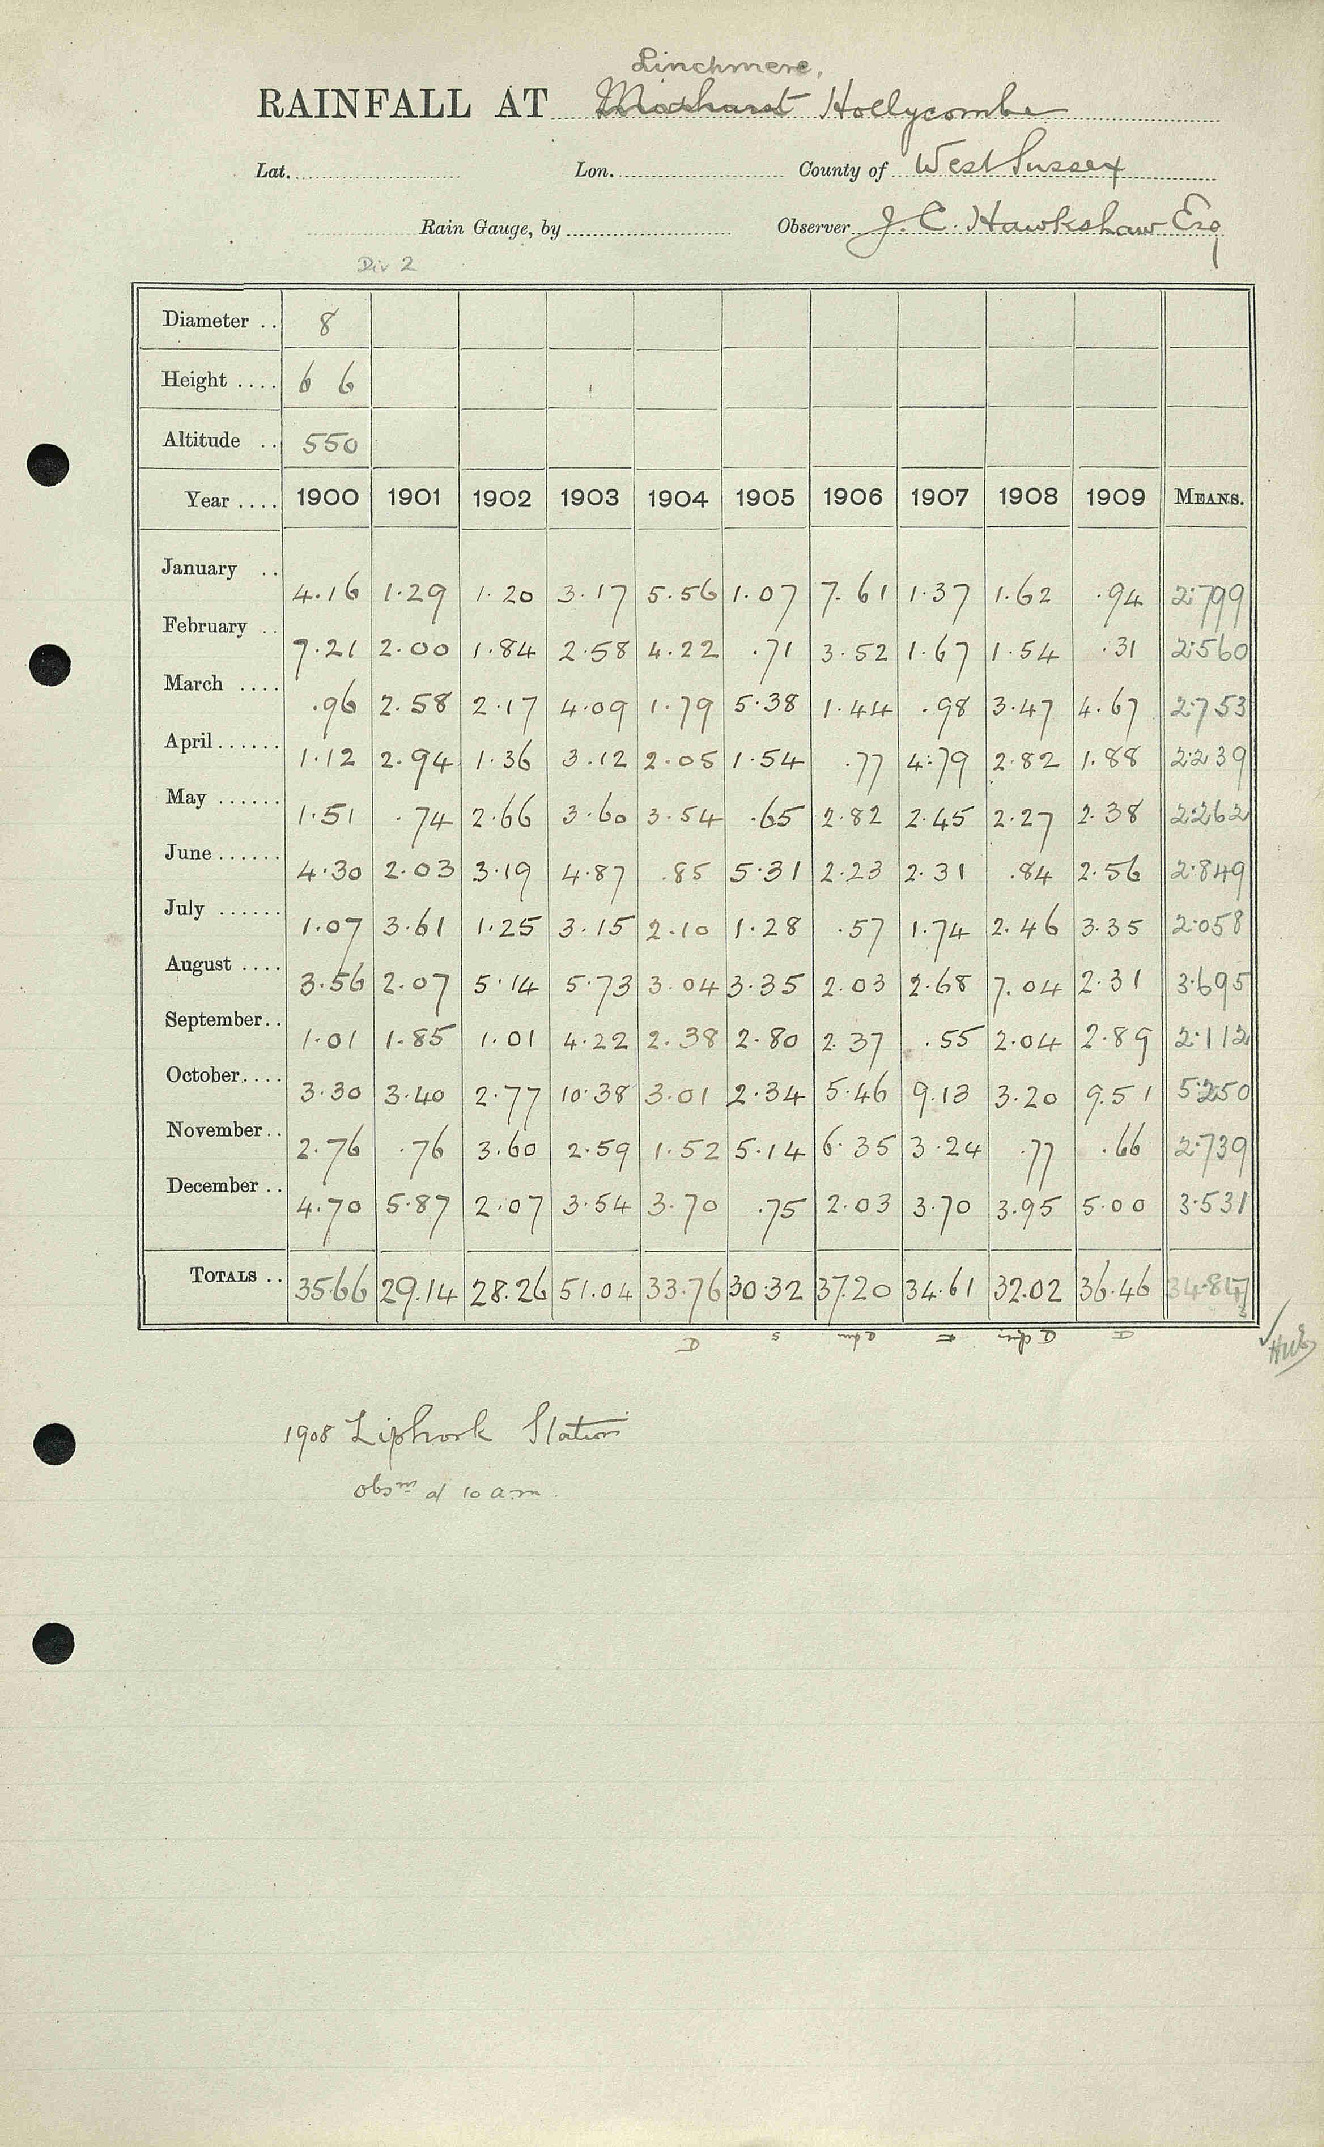 Linchmere,
RAINFALL AT Midhurst Hollycombe
Lat. Lon. County of West Sussex
Rain Gauge, by Observer J. C. Hawkshaw Esq
Div 2
Diameter .. 8
Height .... 6 6
Altitude .. 550
Year .... 1900 1901 1902 1903 1904 1905 1906 1907 1908 1909 MEANS.
January .. 4.16 1.29 1.20 3.17 5.56 1.07 7.61 1.37 1.62 .94 2.799
February .. 7.21 2.00 1.84 2.58 4.22 .71 3.52 1.67 1.54 .31 2.560
March .... .96 2.58 2.17 4.09 1.79 5.38 1.44 .98 3.47 4.67 2.753
April...... 1.12 2.94 1.36 3.12 2.05 1.54 .77 4.79 2.82 1.88 2.239
May ...... 1.51 .74 2.66 3.60 3.54 .65 2.82 2.45 2.27 2.38 2.262
June...... 4.30 2.03 3.19 4.87 .85 5.31 2.23 2.31 .84 2.56 2.849
July ...... 1.07 3.61 1.25 3.15 2.10 1.28 .57 1.74 2.46 3.35 2.058
August .... 3.56 2.07 5.14 5.73 3.04 3.35 2.03 2.68 7.04 2.31 3.695
September.. 1.01 1.85 1.01 4.22 2.38 2.80 2.37 .55 2.04 2.89 2.112
October.... 3.30 3.40 2.77 10.38 3.01 2.34 5.46 9.13 3.20 9.51 5.250
November.. 2.76 .76 3.60 2.59 1.52 5.14 6.35 3.24 .77 .66 2.739
December .. 4.70 5.87 2.07 3.54 3.70 .75 2.03 3.70 3.95 5.00 3.531
TOTALS .. 35.66 29.14 28.26 51.04 33.76 30.32 37.20 34.61 32.02 36.46 34.847
1908 Liphook Station
obsn at 10 a.m.